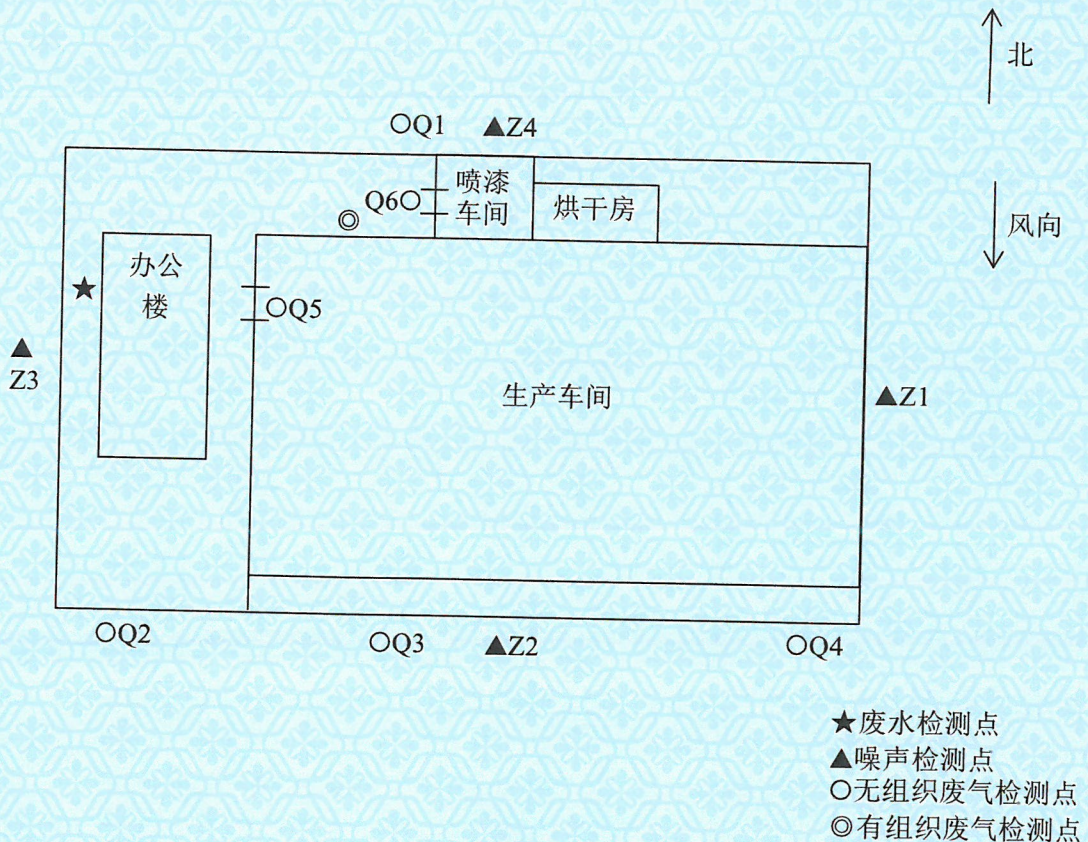 北
○Q1 ▲Z4
喷漆
车间
Q6○
烘干房
风向
办公
楼
○Q5
▲
Z3
生产车间
▲Z1
○Q2
○Q3
▲Z2
○Q4
★废水检测点
▲噪声检测点
○无组织废气检测点
◎有组织废气检测点